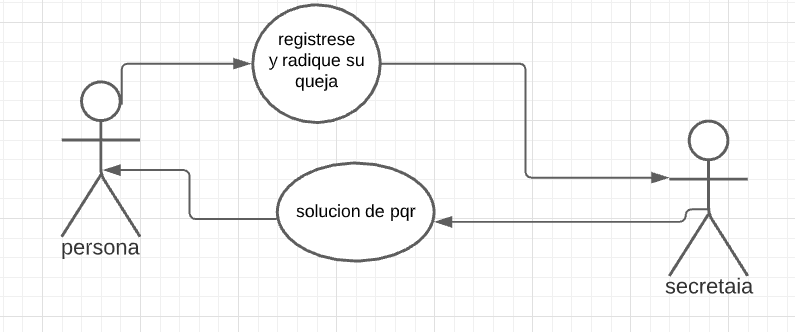 registrese
y radique su
queja
solucion de pqr
persona
secretaia